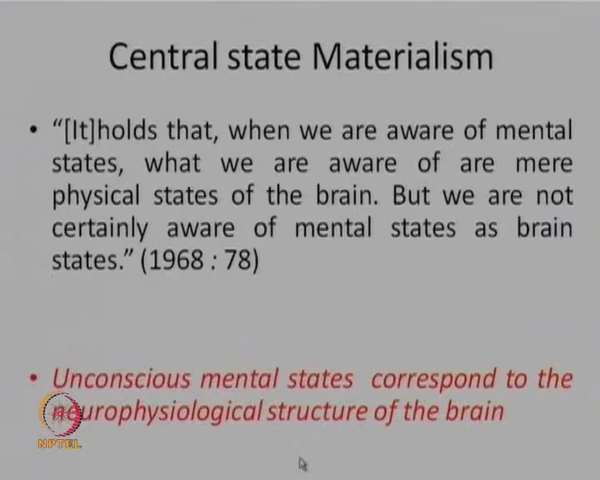 Central state Materialism
• “[It]holds that, when we are aware of mental
states, what we are aware of are mere
physical states of the brain. But we are not
certainly aware of mental states as brain
states.” (1968 : 78)
• Unconscious mental states correspond to the
neurophysiological structure of the brain
NPTEL